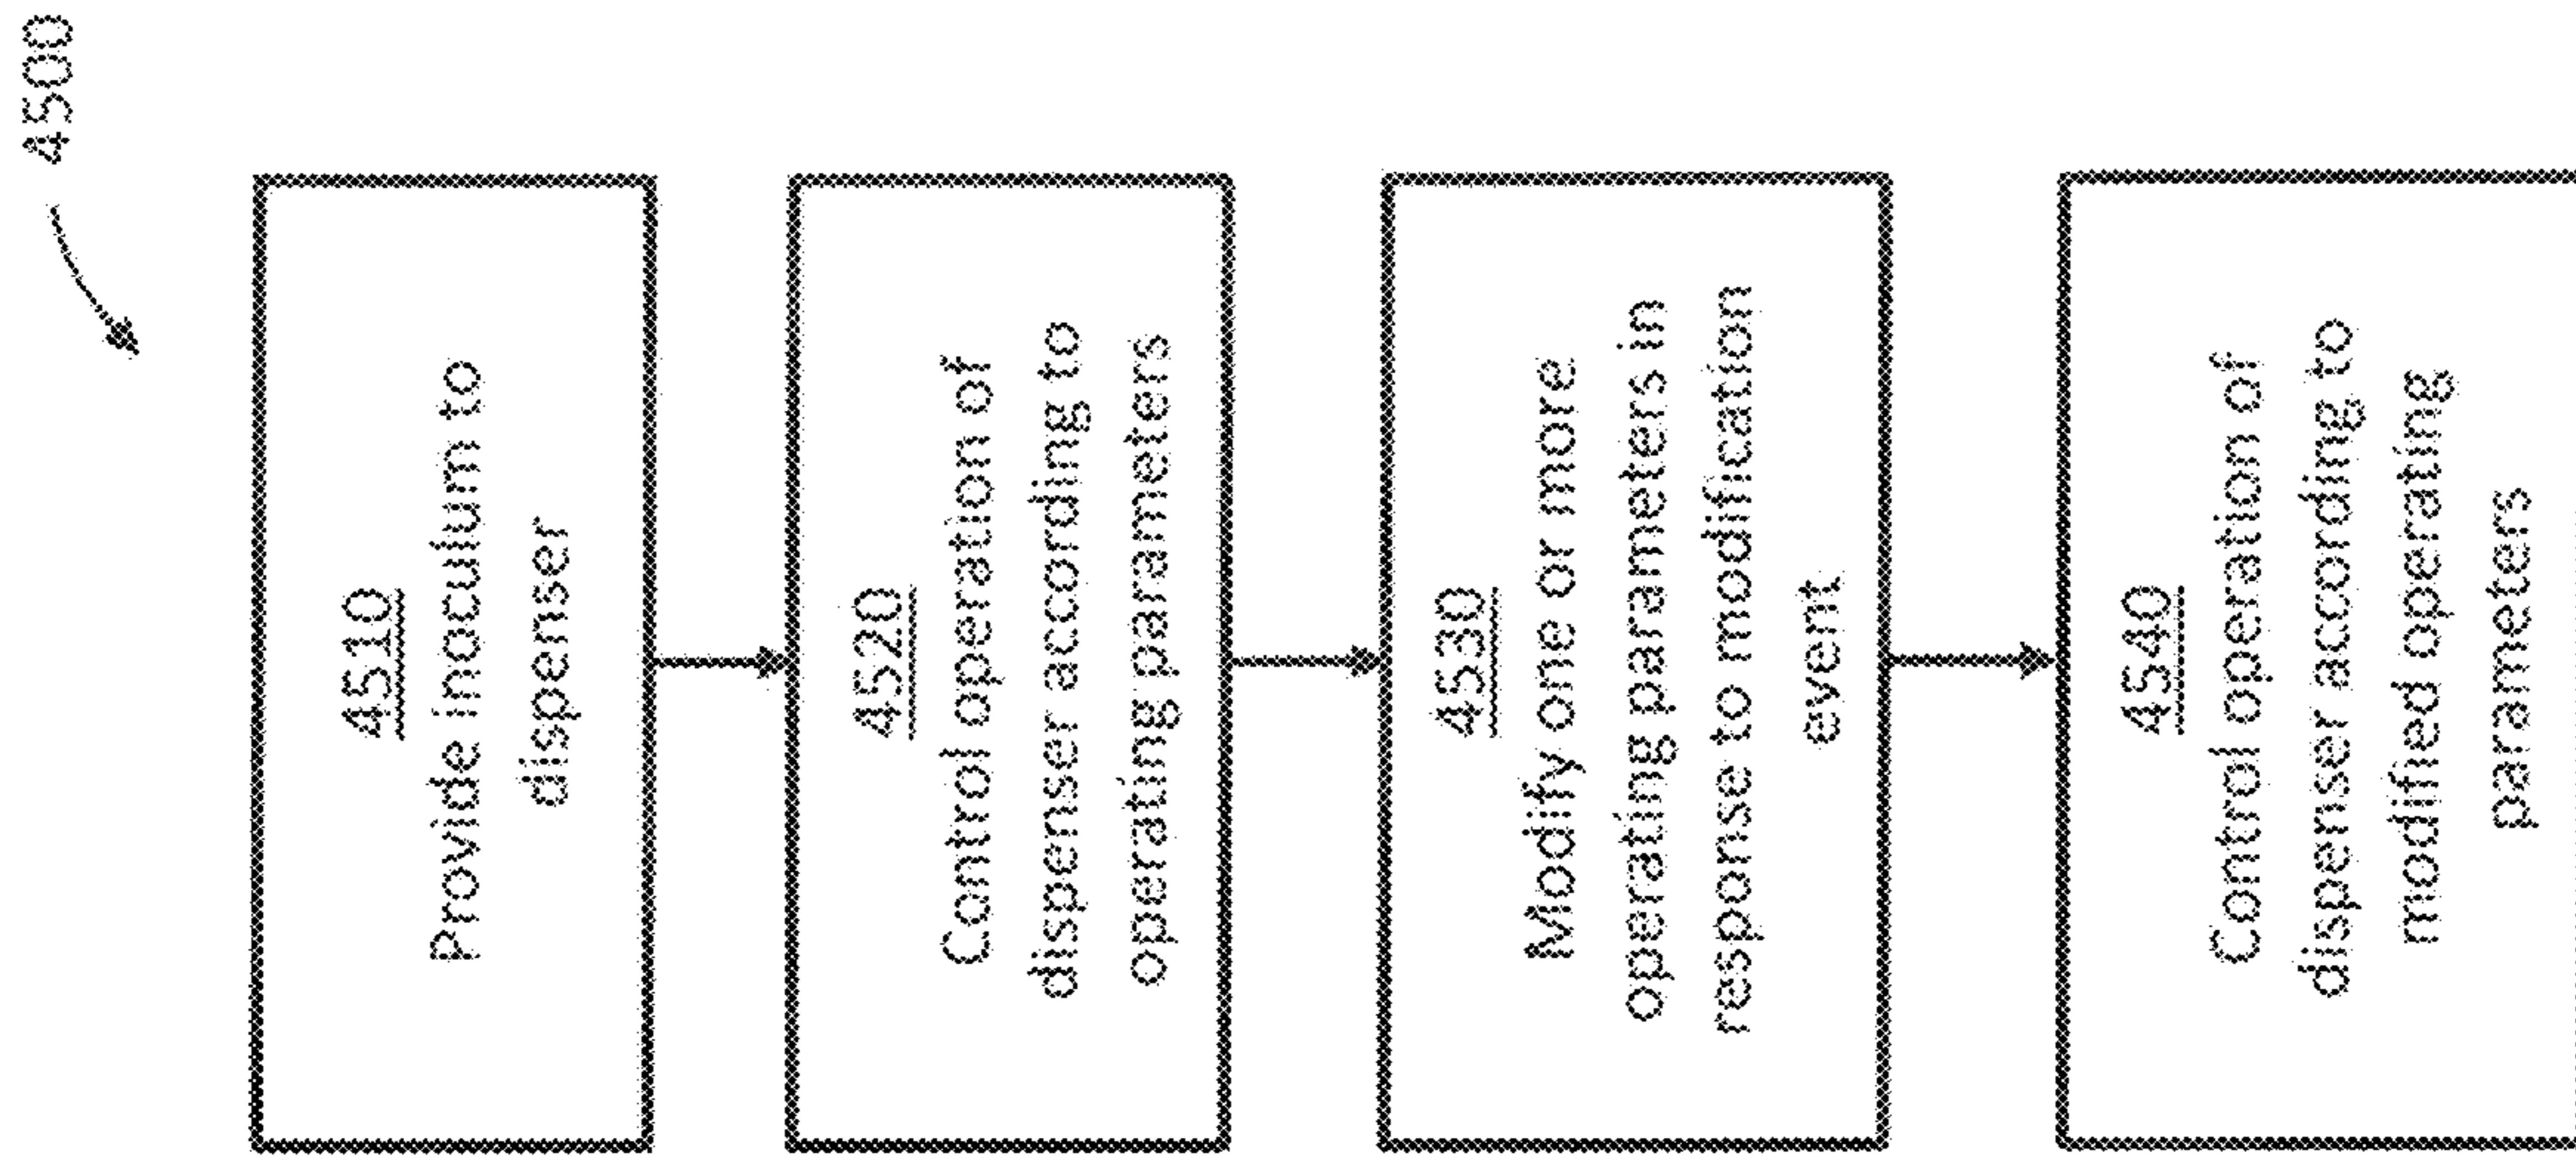 4500
4510
Provide inoculum to
dispenser
4520
Control operation of
dispenser according to
operating parameters
4530
Modify one or more
operating parameters in
response to modification
event
4540
Control operation of
dispenser according to
modified operating
parameters